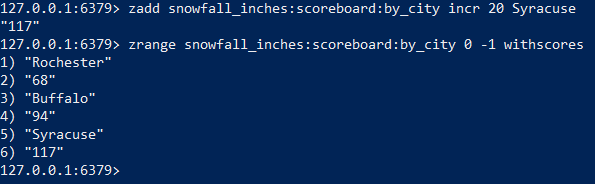 127.0.0.1:6379> zadd snowfall_inches:scoreboard:by_city incr 20 Syracuse
"117"
127.0.0.1:6379> zrange snowfall_inches:scoreboard:by_city 0 -1 withscores
1) "Rochester"
2) "68"
3) "Buffalo"
4) "94"
5) "Syracuse"
6) "117"
127.0.0.1:6379>